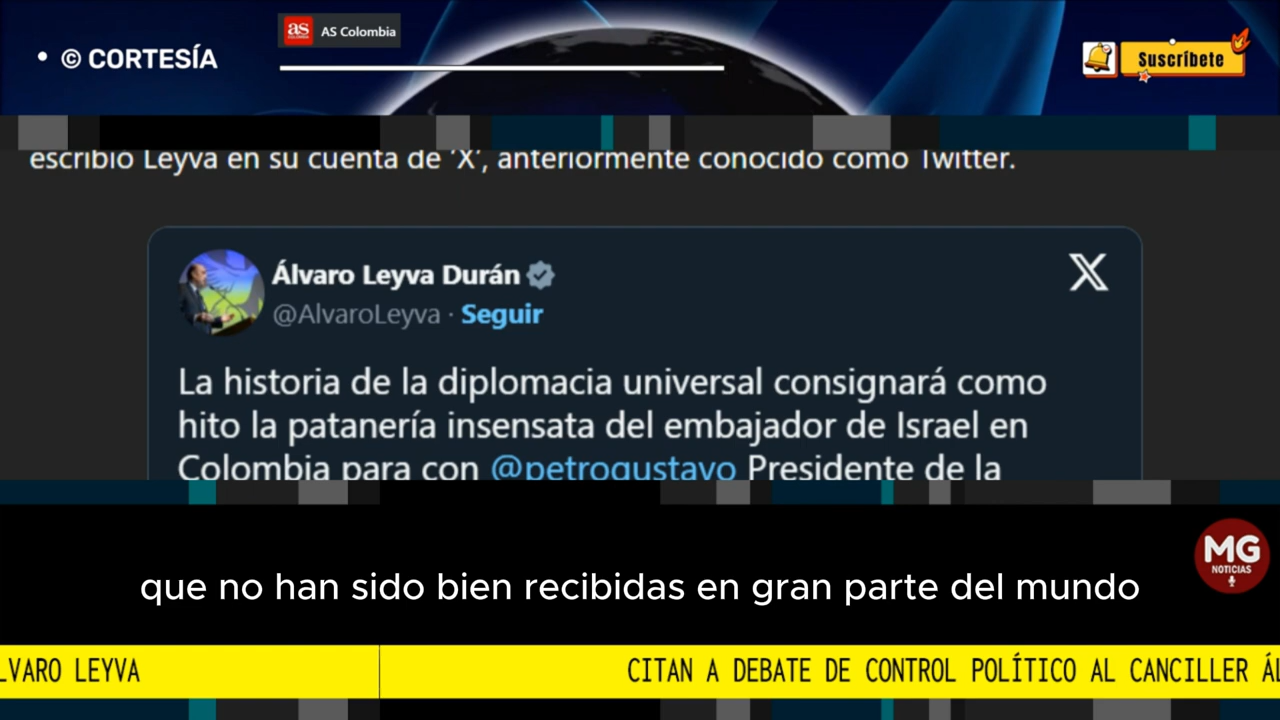 • © CORTESÍA
as
COLOMBIA
AS Colombia
Suscríbete
escribió Leyva en su cuenta de 'X', anteriormente conocido como Twitter.
Álvaro Leyva Durán
@AlvaroLeyva · Seguir
La historia de la diplomacia universal consignará como
hito la patanería insensata del embajador de Israel en
Colombia para con @petrogustavo Presidente de la
que no han sido bien recibidas en gran parte del mundo
MG
NOTICIAS
LVARO LEYVA
CITAN A DEBATE DE CONTROL POLÍTICO AL CANCILLER ÁL